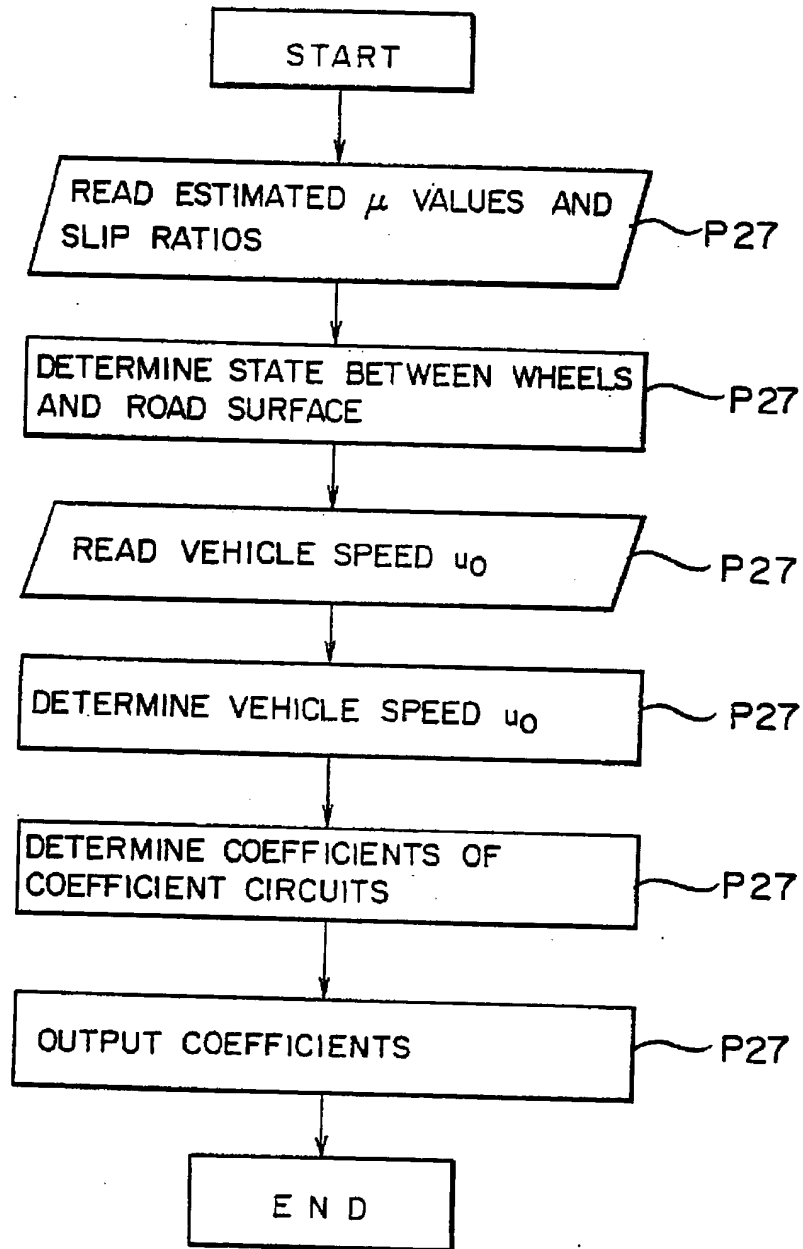 START
READ ESTIMATED μ VALUES AND
SLIP RATIOS
P27
DETERMINE STATE BETWEEN WHEELS
AND ROAD SURFACE
P27
READ VEHICLE SPEED u0
P27
DETERMINE VEHICLE SPEED u0
P27
DETERMINE COEFFICIENTS OF
COEFFICIENT CIRCUITS
P27
OUTPUT COEFFICIENTS
P27
END